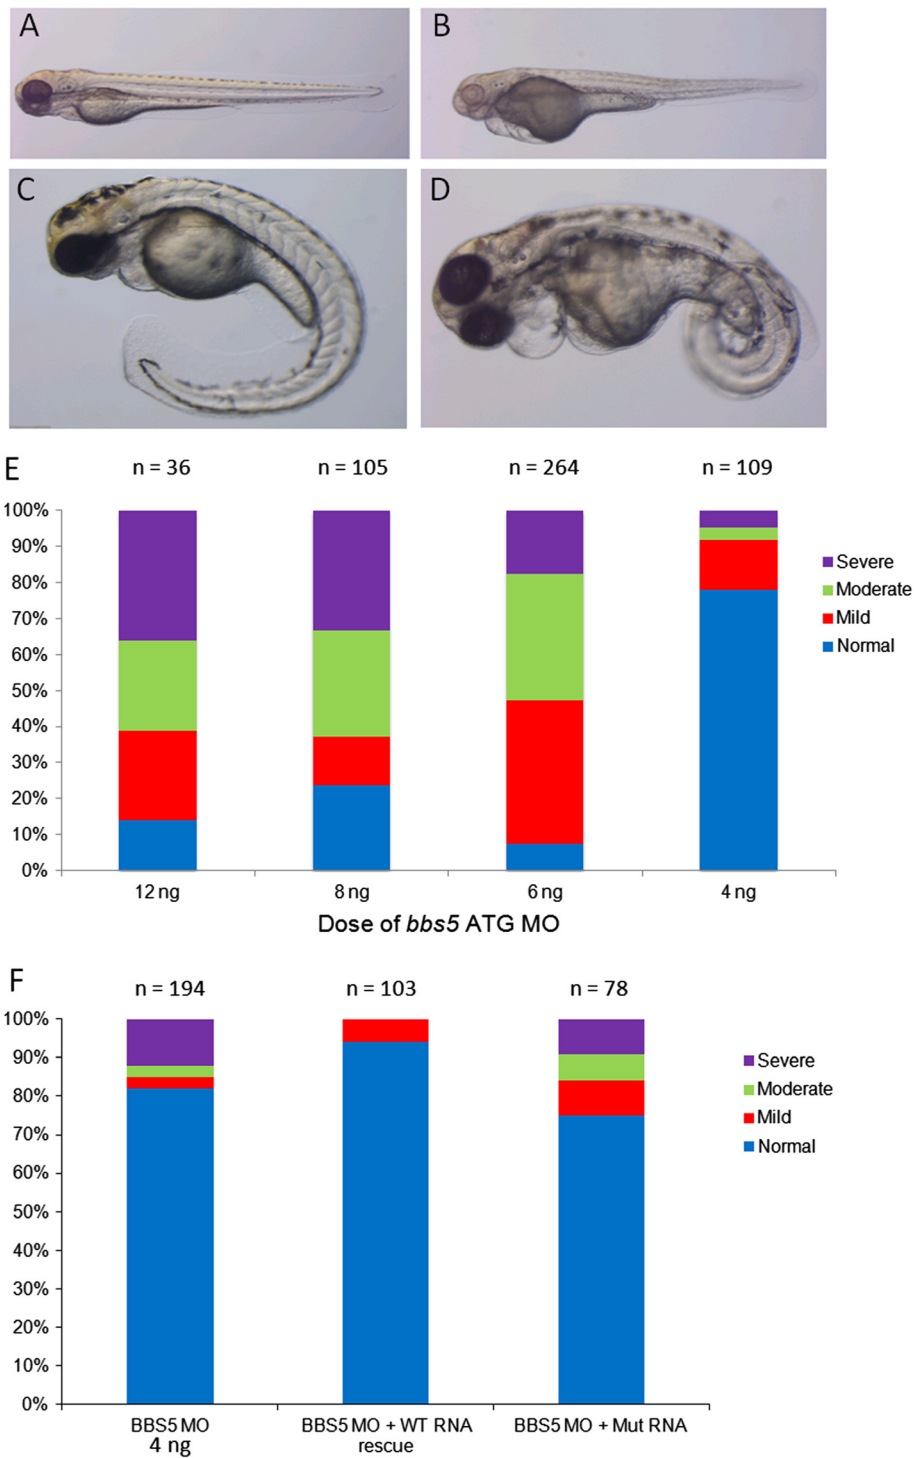 A
B
C
D
E
n = 36
n = 105
n = 264
n = 109
100%
90%
80%
70%
60%
50%
40%
30%
20%
10%
0%
Severe
Moderate
Mild
Normal
12 ng
8 ng
6 ng
4 ng
Dose of bbs5 ATG MO
F
n = 194
n = 103
n = 78
100%
90%
80%
70%
60%
50%
40%
30%
20%
10%
0%
Severe
Moderate
Mild
Normal
BBS5 MO
4 ng
BBS5 MO + WT RNA
rescue
BBS5 MO + Mut RNA